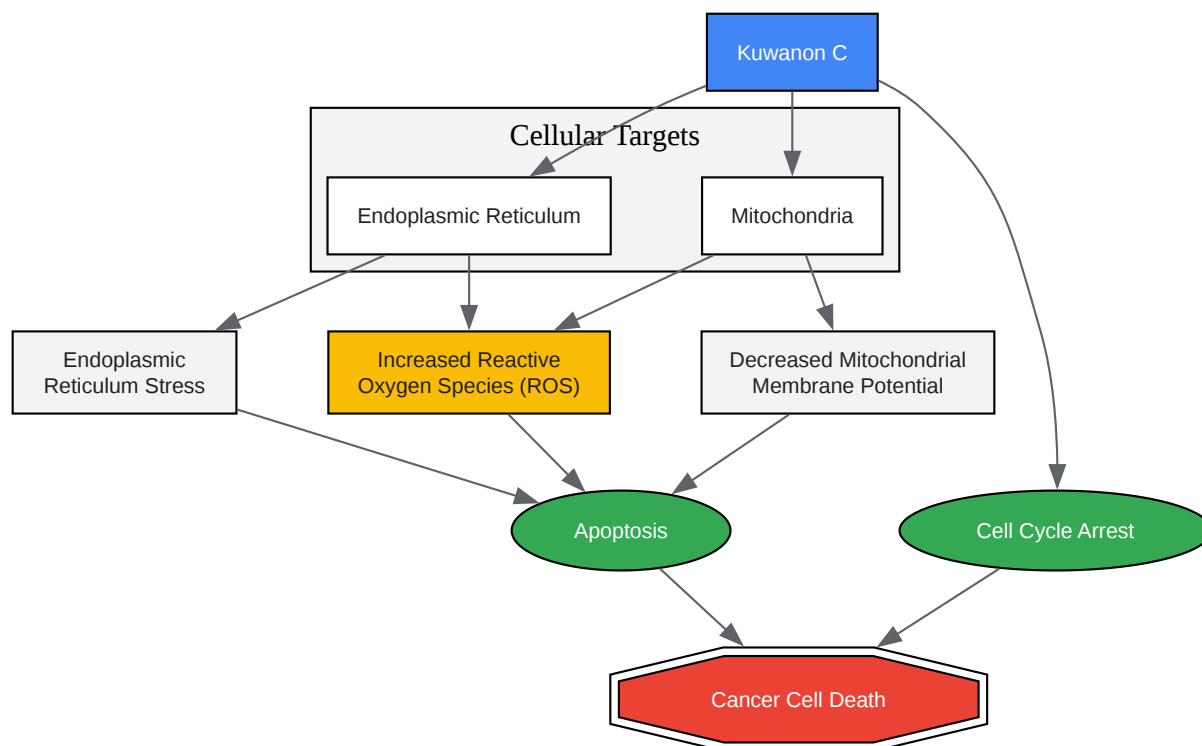 Kuwanon C
Cellular Targets
Endoplasmic Reticulum
Mitochondria
Endoplasmic
Reticulum Stress
Increased Reactive
Oxygen Species (ROS)
Decreased Mitochondrial
Membrane Potential
Apoptosis
Cell Cycle Arrest
Cancer Cell Death